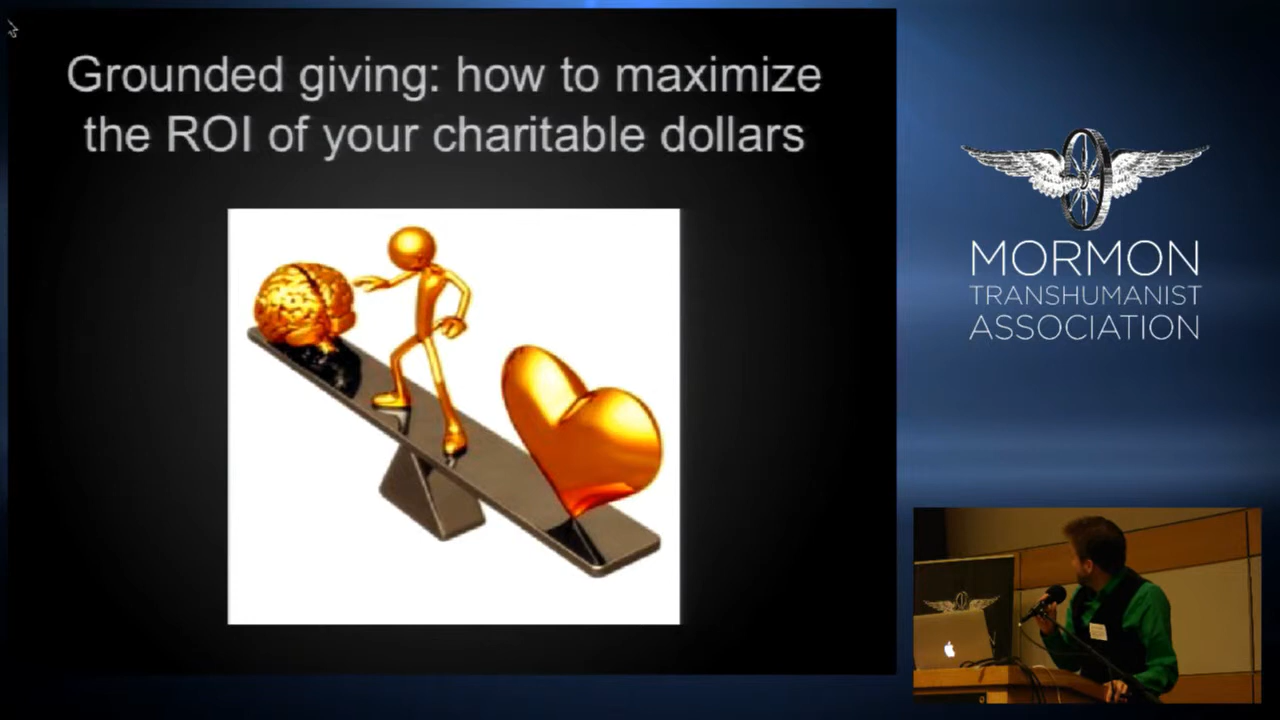 Grounded giving: how to maximize
the ROI of your charitable dollars
MORMON
TRANSHUMANIST
ASSOCIATION